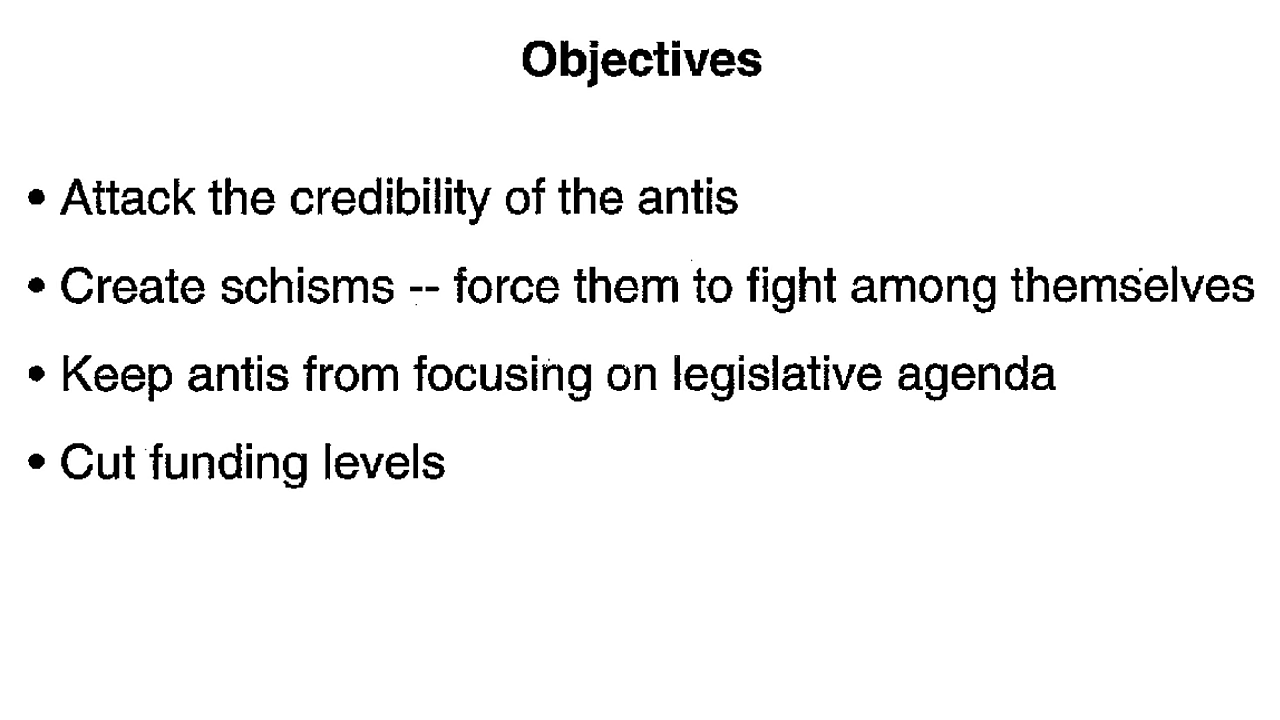 Objectives
• Attack the credibility of the antis
• Create schisms -- force them to fight among themselves
• Keep antis from focusing on legislative agenda
• Cut funding levels